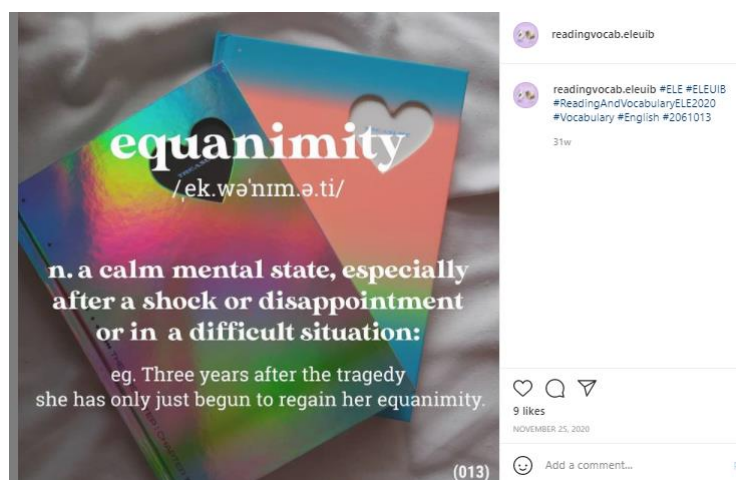 equanimity
/ˌek.wəˈnɪm.ə.ti/
n. a calm mental state, especially
after a shock or disappointment
or in a difficult situation:
eg. Three years after the tragedy
she has only just begun to regain her equanimity.
(013)
readingvocab.eleuib
readingvocab.eleuib #ELE #ELEUIB
#ReadingAndVocabularyELE2020
#Vocabulary #English #2061013
31w
9 likes
NOVEMBER 25, 2020
Add a comment...